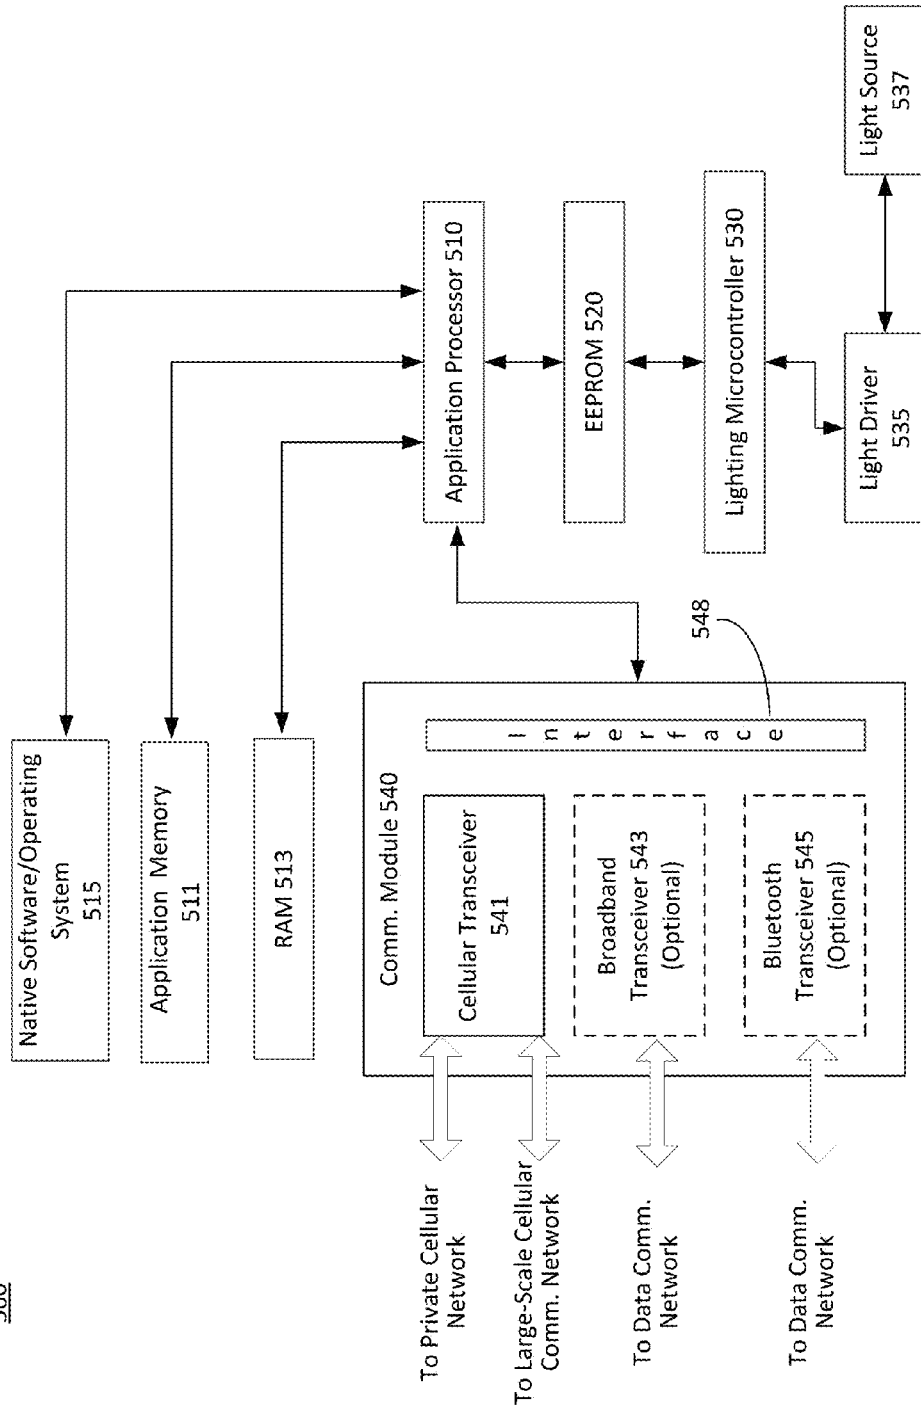 Native Software/Operating
System
515
Application Memory
511
RAM 513
Comm. Module 540
To Private Cellular
Network
Cellular Transceiver
541
Application Processor 510
To Large-Scale Cellular
Comm. Network
Interface
EEPROM 520
To Data Comm.
Network
Broadband
Transceiver 543
(Optional)
548
Lighting Microcontroller 530
To Data Comm.
Network
Bluetooth
Transceiver 545
(Optional)
Light Driver
535
Light Source
537